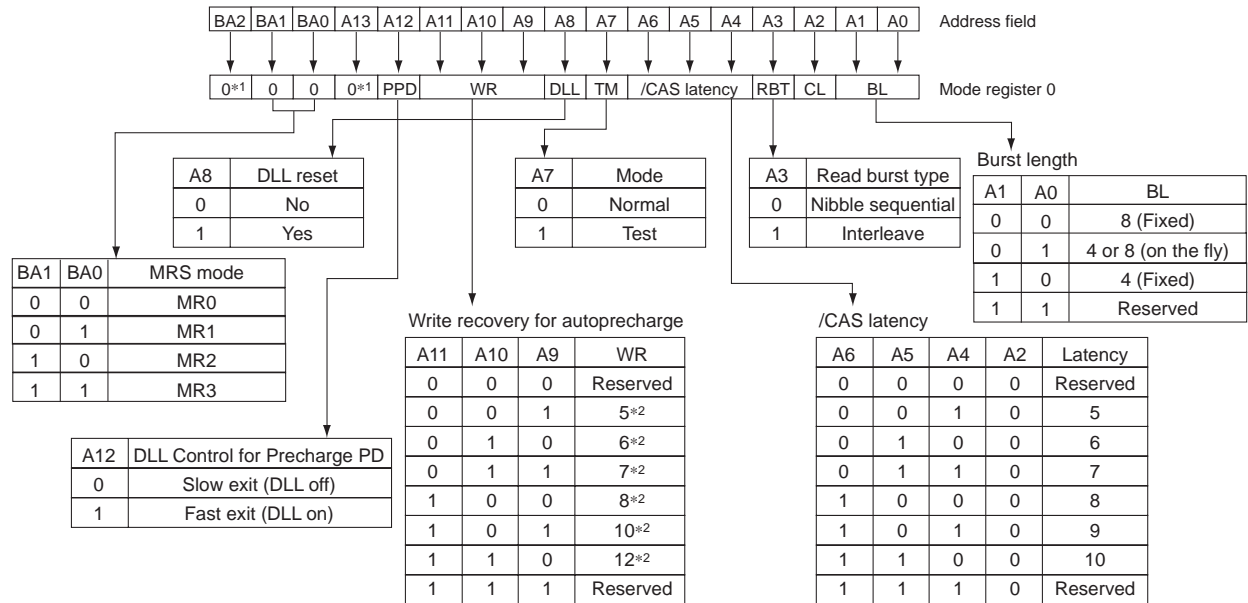 BA2 BA1 BA0 A13 A12 A11 A10 A9 A8 A7 A6 A5 A4 A3 A2 A1 A0 Address field
0*1 0 0 0*1 PPD WR DLL TM /CAS latency RBT CL BL Mode register 0
A8 DLL reset
0 No
1 Yes
A7 Mode
0 Normal
1 Test
A3 Read burst type
0 Nibble sequential
1 Interleave
Burst length
A1 A0 BL
0 0 8 (Fixed)
0 1 4 or 8 (on the fly)
1 0 4 (Fixed)
1 1 Reserved
BA1 BA0 MRS mode
0 0 MR0
0 1 MR1
1 0 MR2
1 1 MR3
A12 DLL Control for Precharge PD
0 Slow exit (DLL off)
1 Fast exit (DLL on)
Write recovery for autoprecharge
A11 A10 A9 WR
0 0 0 Reserved
0 0 1 5*2
0 1 0 6*2
0 1 1 7*2
1 0 0 8*2
1 0 1 10*2
1 1 0 12*2
1 1 1 Reserved
/CAS latency
A6 A5 A4 A2 Latency
0 0 0 0 Reserved
0 0 1 0 5
0 1 0 0 6
0 1 1 0 7
1 0 0 0 8
1 0 1 0 9
1 1 0 0 10
1 1 1 0 Reserved